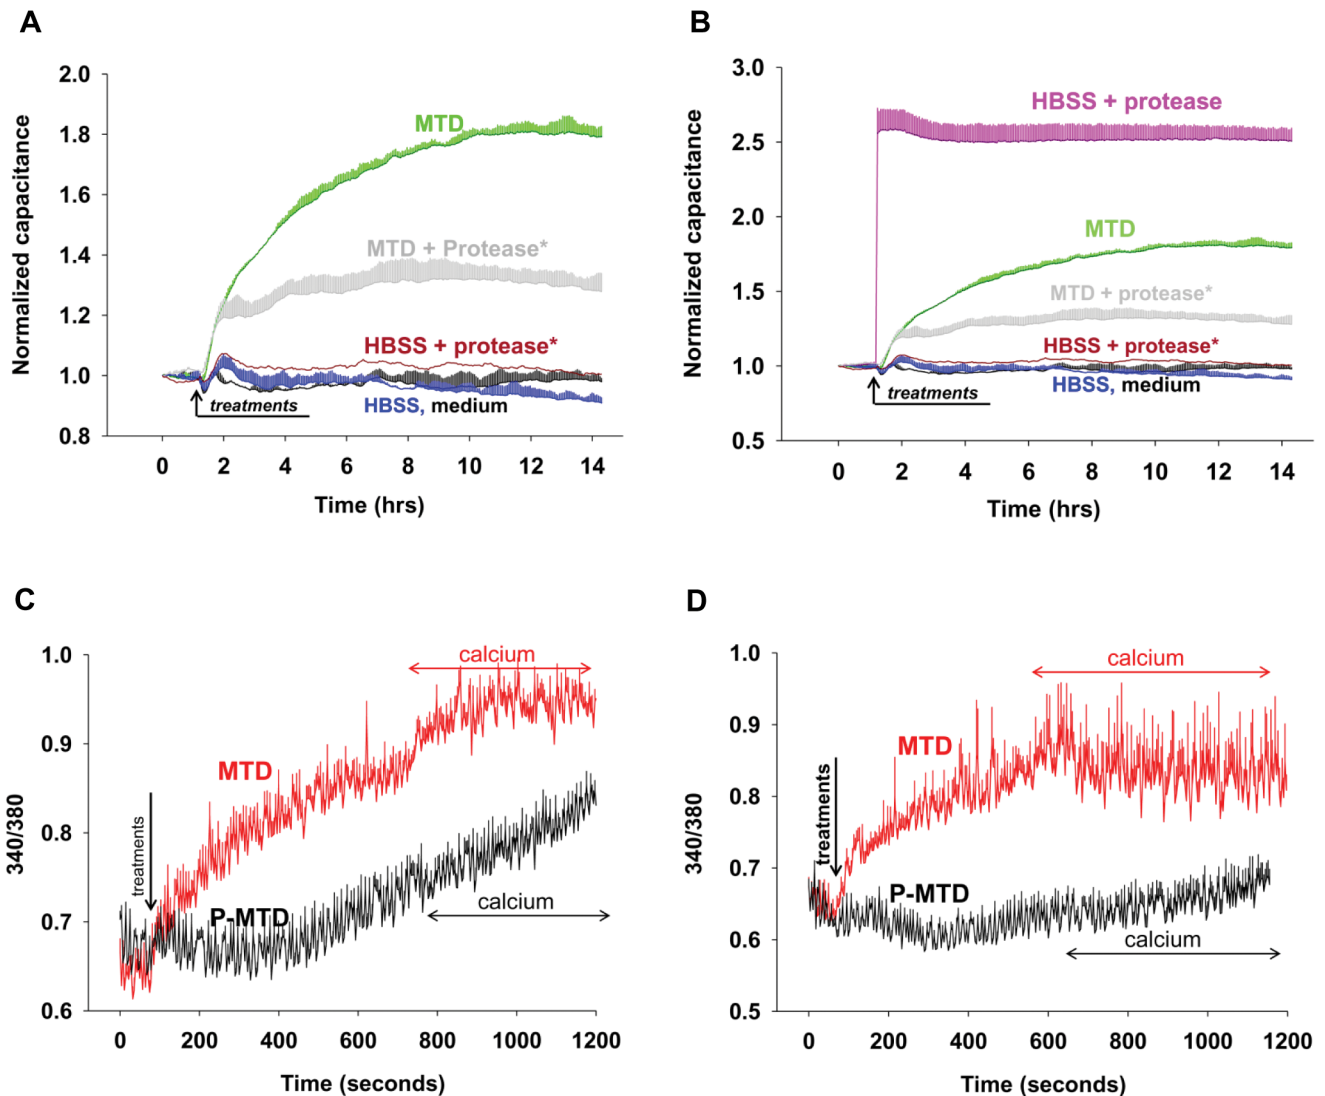 A
2.0
1.8
1.6
1.4
1.2
1.0
0.8
Normalized capacitance
MTD
MTD + Protease*
HBSS + protease*
HBSS, medium
treatments
0 2 4 6 8 10 12 14
Time (hrs)
B
3.0
2.5
2.0
1.5
1.0
0.5
Normalized capacitance
HBSS + protease
MTD
MTD + protease*
HBSS + protease*
HBSS, medium
treatments
0 2 4 6 8 10 12 14
Time (hrs)
C
1.0
0.9
0.8
0.7
0.6
340/380
calcium
MTD
treatments
P-MTD
calcium
0 200 400 600 800 1000 1200
Time (seconds)
D
1.0
0.9
0.8
0.7
0.6
0.5
340/380
calcium
MTD
treatments
P-MTD
calcium
0 200 400 600 800 1000 1200
Time (seconds)